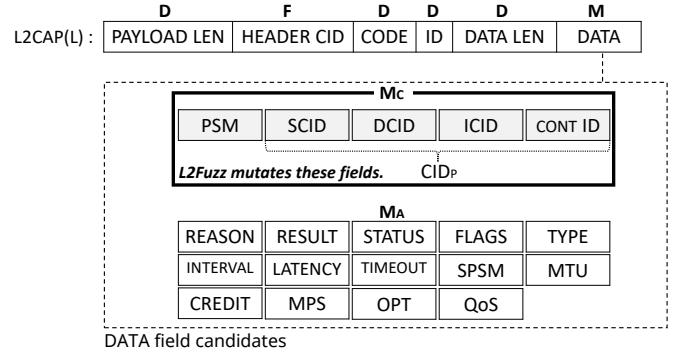 D F D D D M
L2CAP(L) : PAYLOAD LEN HEADER CID CODE ID DATA LEN DATA
MC
PSM SCID DCID ICID CONT ID
L2Fuzz mutates these fields. CIDP
MA
REASON RESULT STATUS FLAGS TYPE
INTERVAL LATENCY TIMEOUT SPSM MTU
CREDIT MPS OPT QoS
DATA field candidates